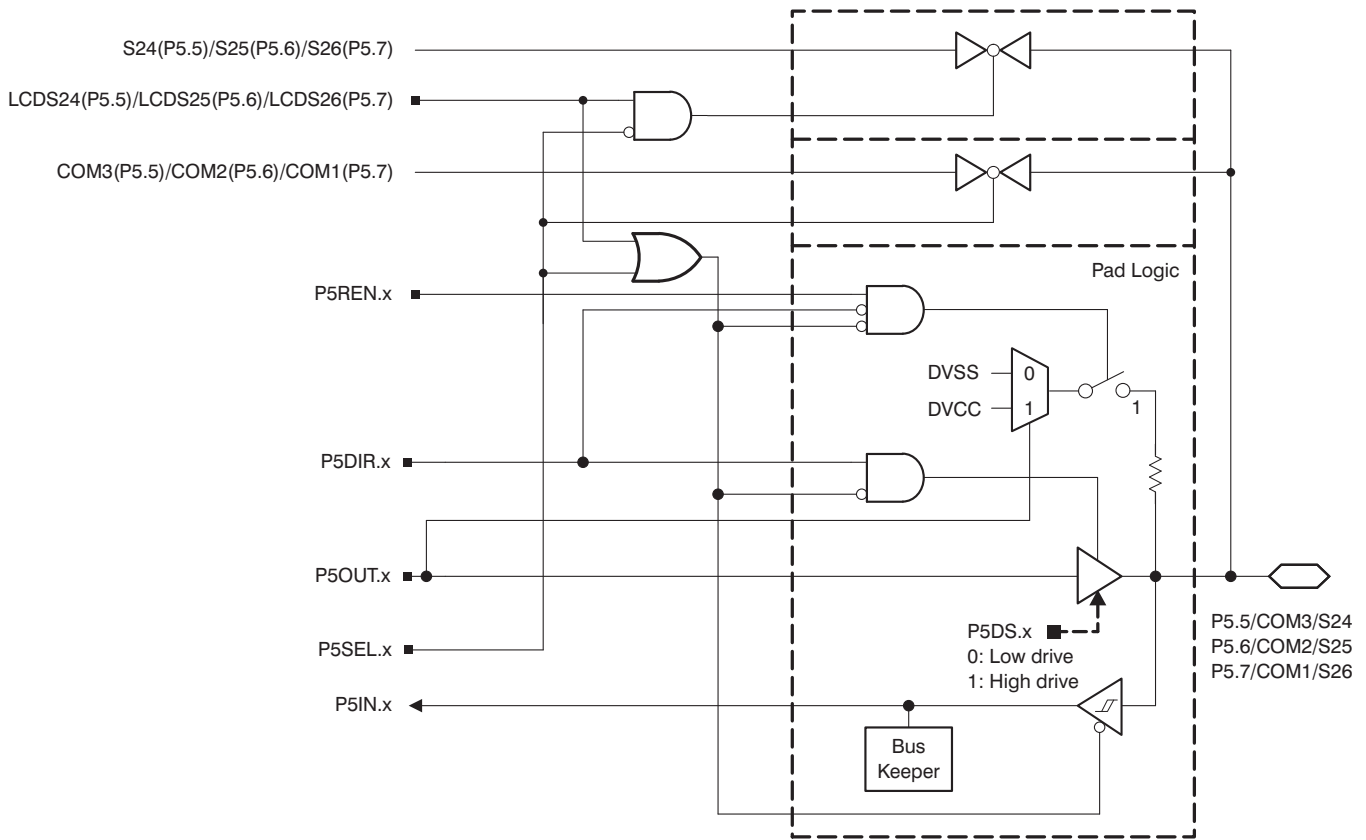 S24(P5.5)/S25(P5.6)/S26(P5.7)
LCDS24(P5.5)/LCDS25(P5.6)/LCDS26(P5.7)
COM3(P5.5)/COM2(P5.6)/COM1(P5.7)
Pad Logic
P5REN.x
DVSS
0
DVCC
1
1
P5DIR.x
P5OUT.x
P5.5/COM3/S24
P5.6/COM2/S25
P5.7/COM1/S26
P5DS.x
0: Low drive
1: High drive
P5SEL.x
P5IN.x
Bus
Keeper